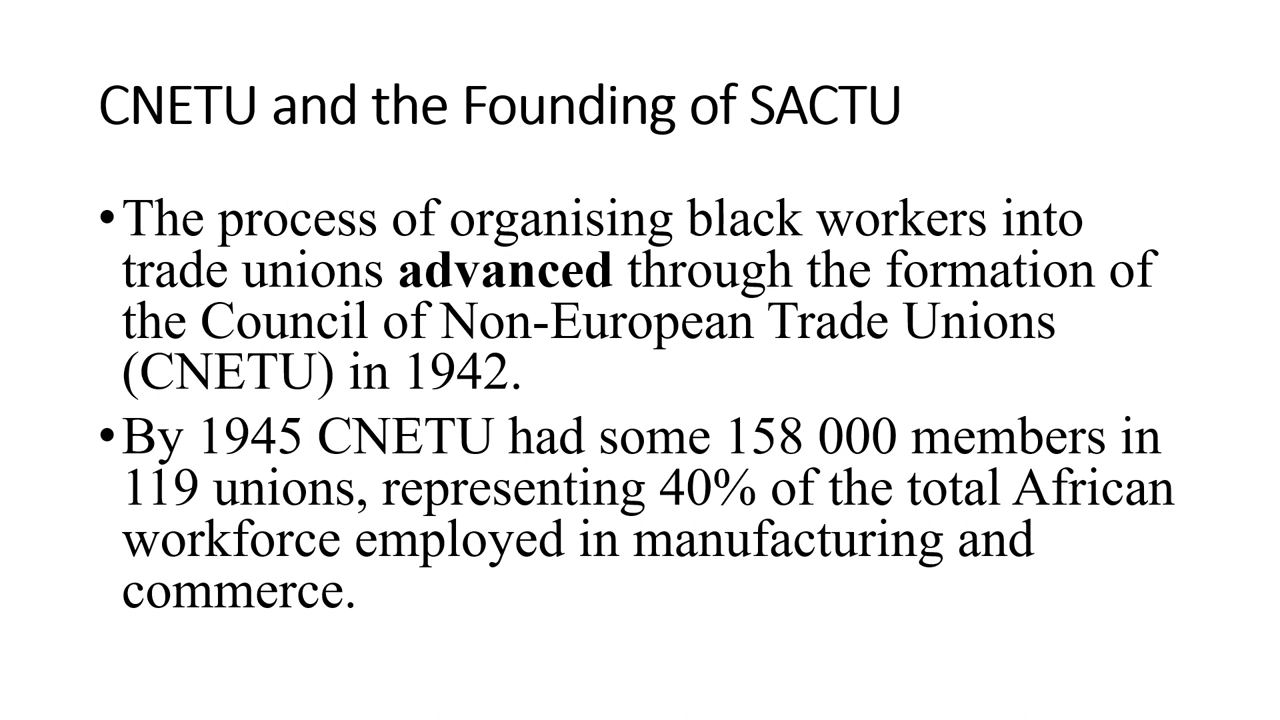 CNETU and the Founding of SACTU
•The process of organising black workers into
trade unions advanced through the formation of
the Council of Non-European Trade Unions
(CNETU) in 1942.
•By 1945 CNETU had some 158 000 members in
119 unions, representing 40% of the total African
workforce employed in manufacturing and
commerce.